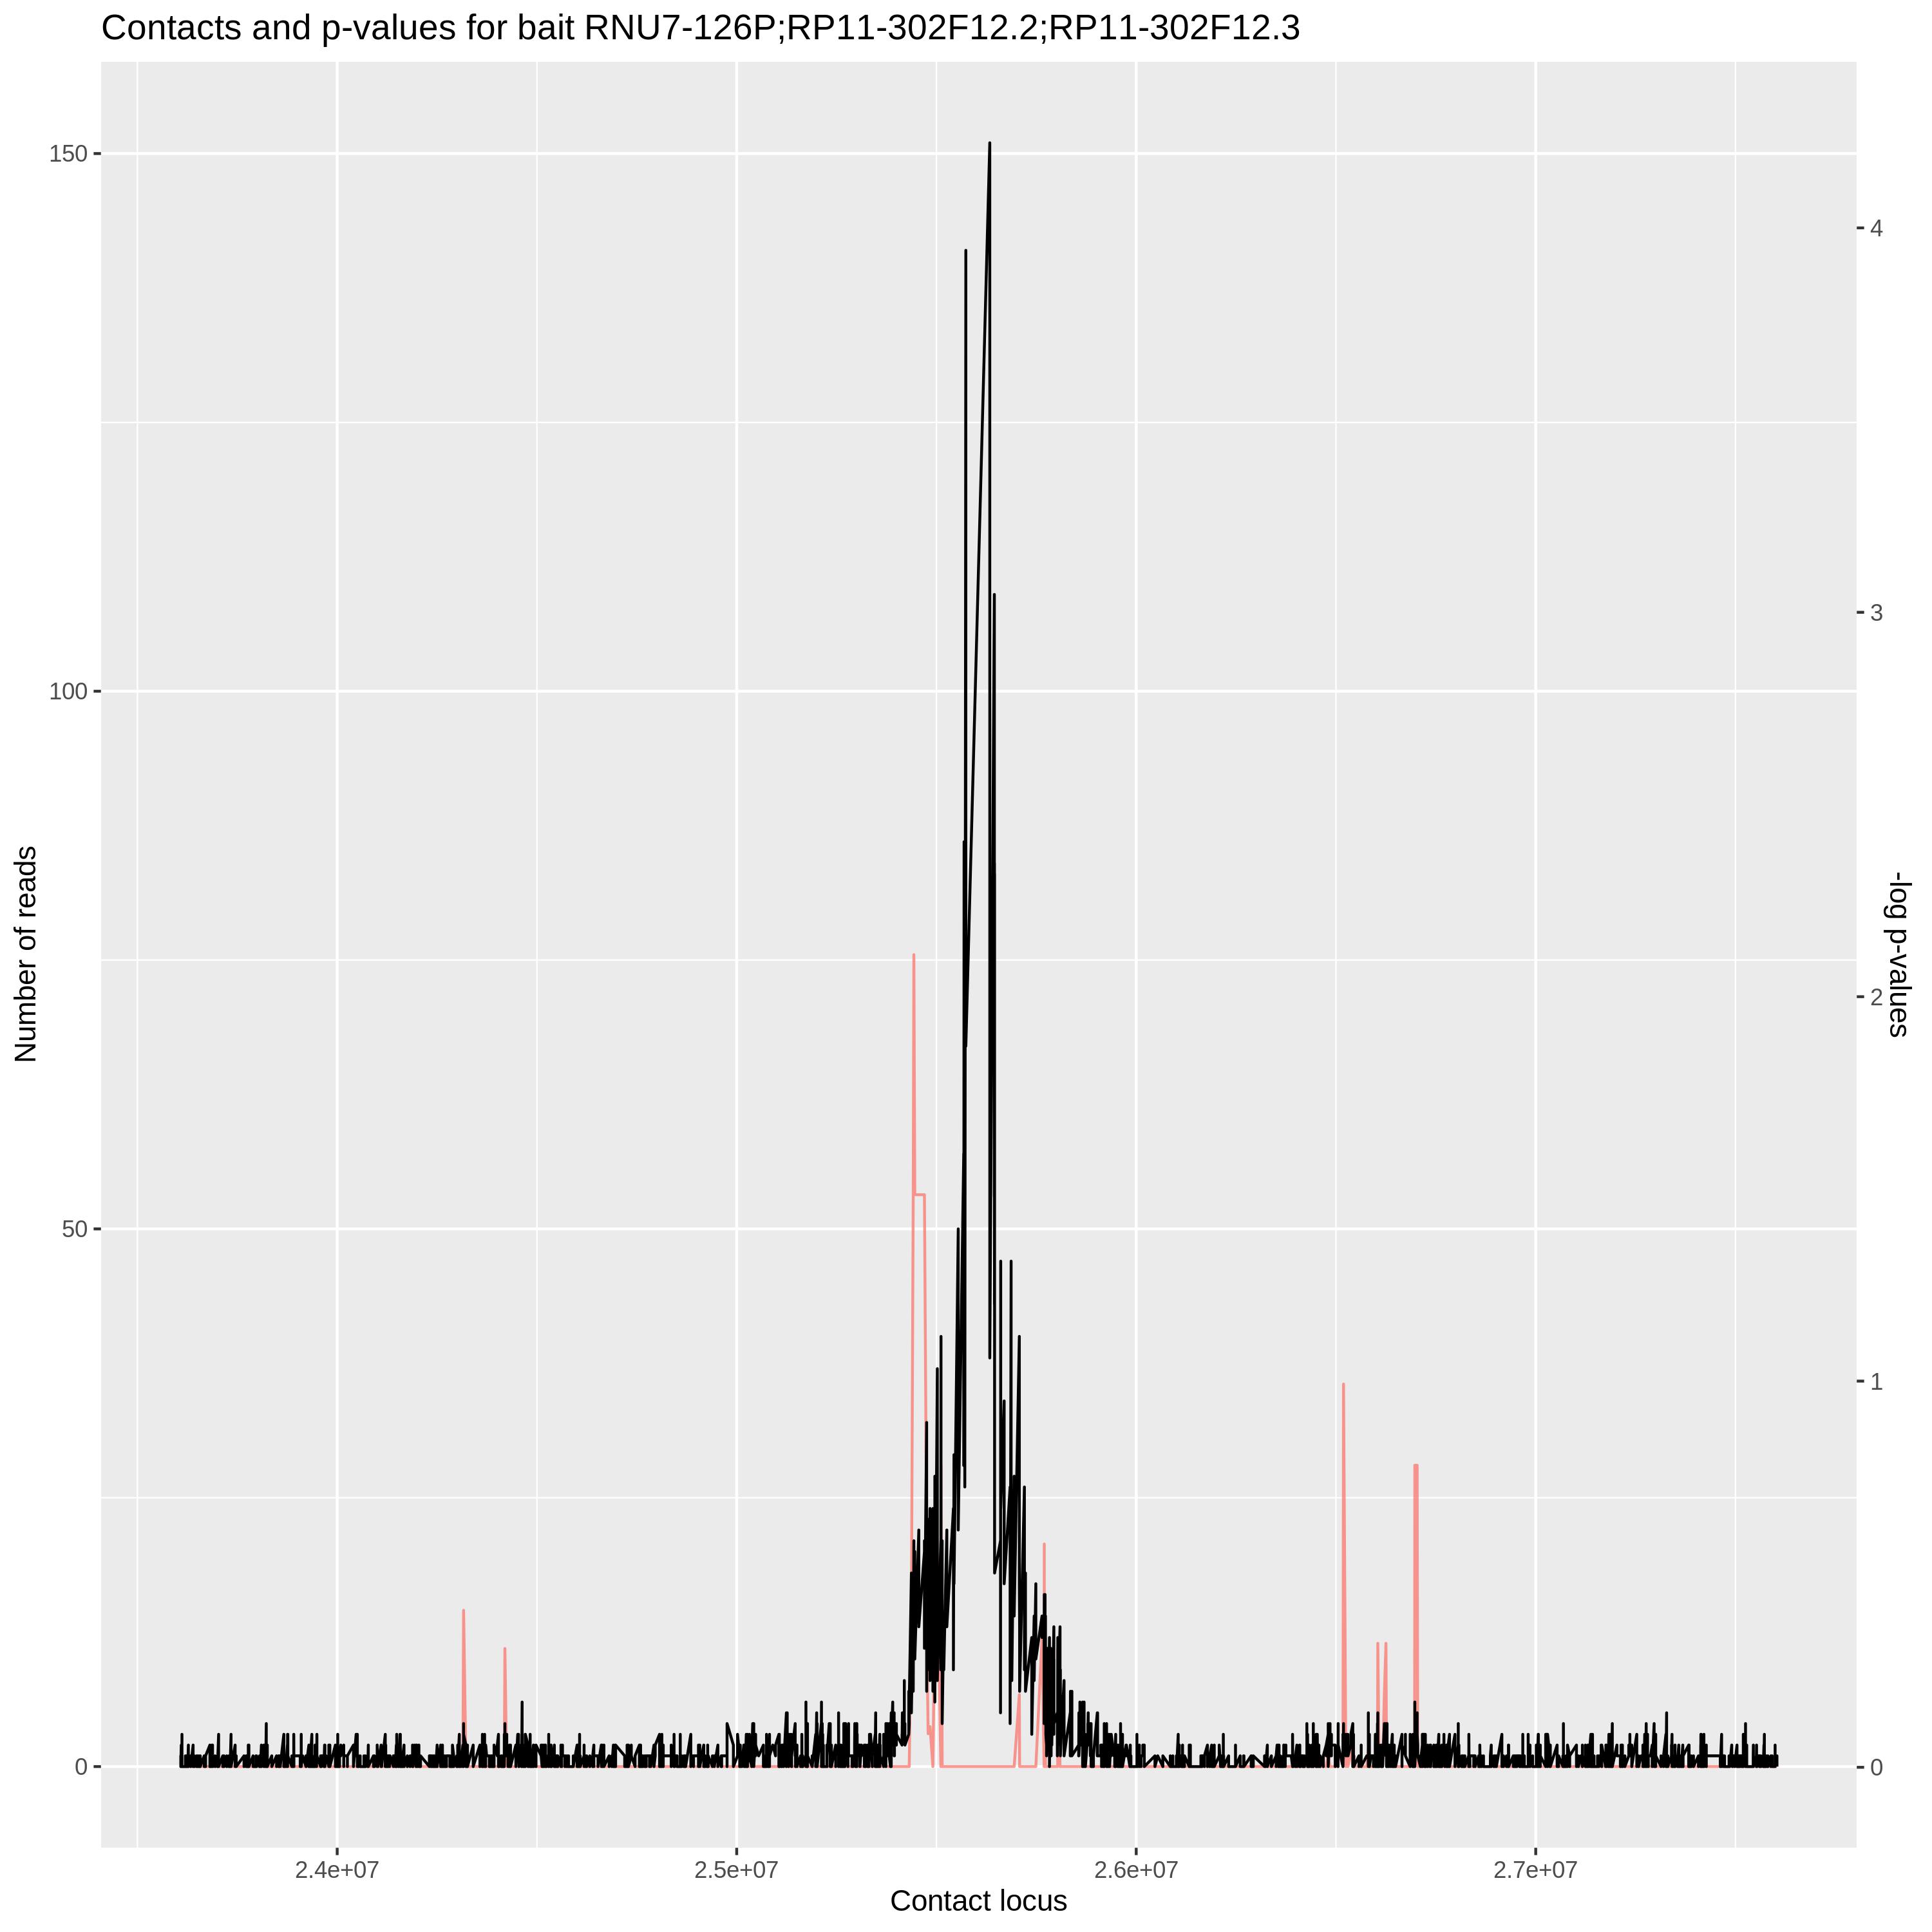 Contacts and p-values for bait RNU7-126P;RP11-302F12.2;RP11-302F12.3
150
100
50
0
Number of reads
4
3
2
1
0
-log p-values
2.4e+07
2.5e+07
2.6e+07
2.7e+07
Contact locus